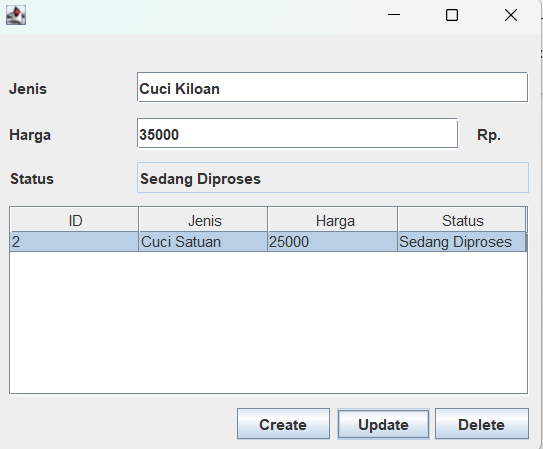 Jenis Cuci Kiloan
Harga 35000 Rp.
Status Sedang Diproses
ID Jenis Harga Status
2 Cuci Satuan 25000 Sedang Diproses
Create Update Delete